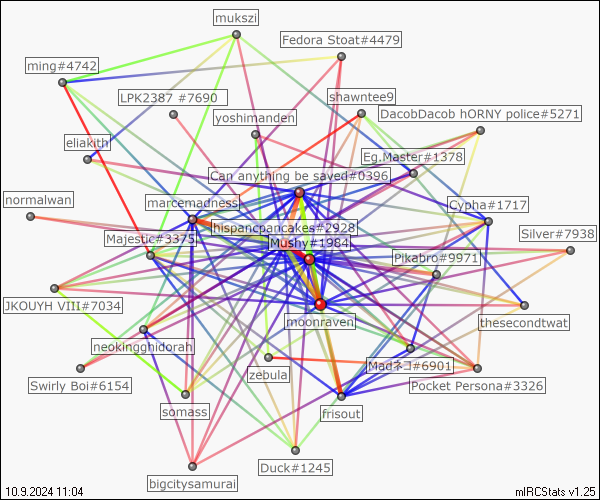 mukszi
Fedora Stoat#4479
ming#4742
LPK2387 #7690
shawntee9
DacobDacob hORNY police#5271
yoshimanden
eliakith
Eg.Master#1378
Can anything be saved#0396
normalwan
marcemadness
Cypha#1717
hispancpancakes#2928
Silver#7938
Majestic#3375
Mushy#1984
Pikabro#9971
JKOUYH VIII#7034
moonraven
thesecondtwat
neokingghidorah
Madネコ#6901
zebula
Swirly Boi#6154
Pocket Persona#3326
somass
frisout
Duck#1245
bigcitysamurai
10.9.2024 11:04
mIRCStats v1.25